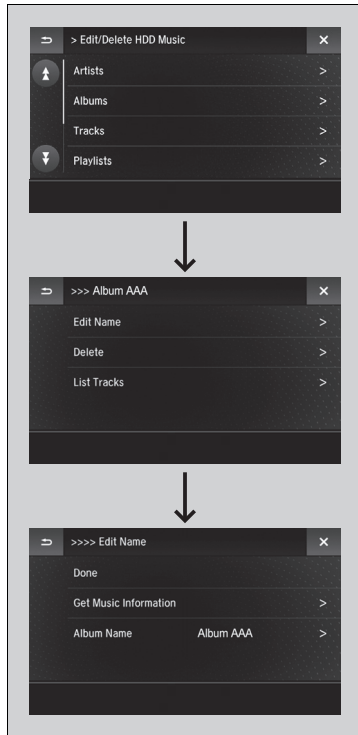 > Edit/Delete HDD Music
Artists >
Albums >
Tracks >
Playlists >
>>> Album AAA
Edit Name >
Delete >
List Tracks >
>>>> Edit Name
Done
Get Music Information >
Album Name Album AAA >